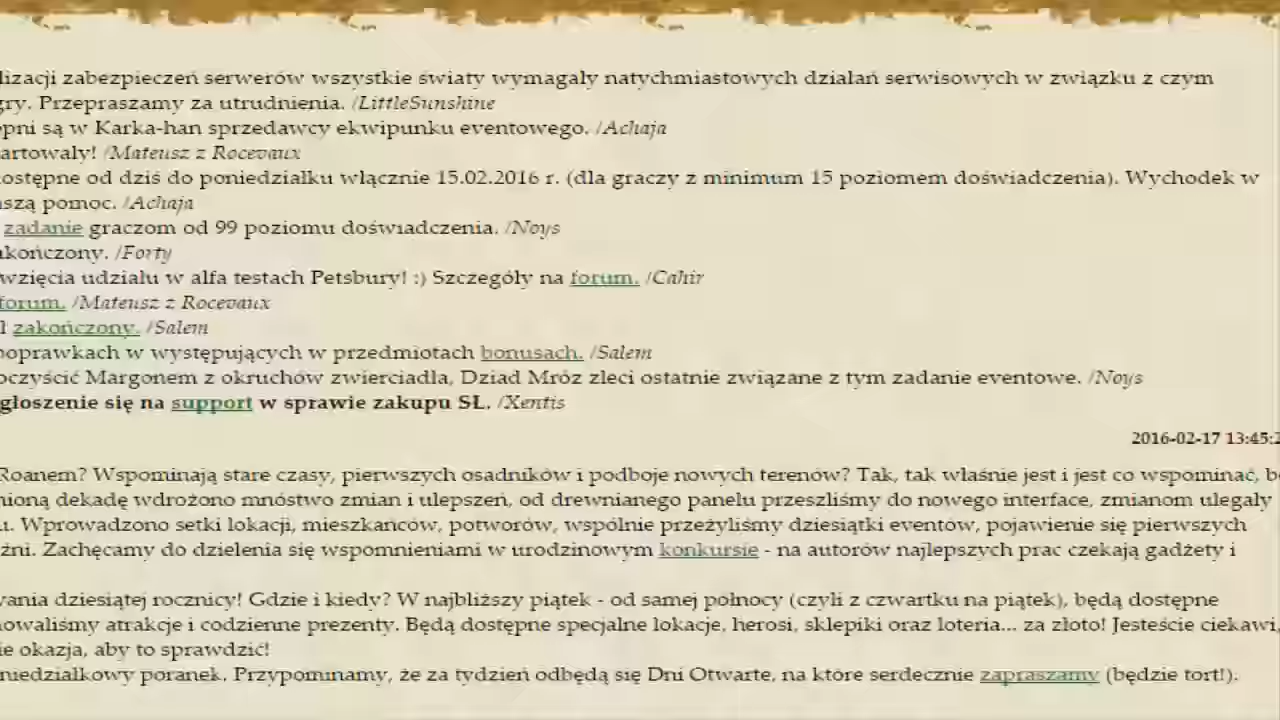 lizacji zabezpieczeń serwerów wszystkie światy wymagały natychmiastowych działań serwisowych w związku z czym
gry. Przepraszamy za utrudnienia. /LittleSunshine
pni są w Karka-han sprzedawcy ekwipunku eventowego. /Achaja
artowały! /Mateusz z Rocevaux
ostępne od dziś do poniedziałku włącznie 15.02.2016 r. (dla graczy z minimum 15 poziomem doświadczenia). Wychodek w
szą pomoc. /Achaja
zadanie graczom od 99 poziomu doświadczenia. /Noys
akończony. /Forty
wzięcia udziału w alfa testach Petsbury! :) Szczegóły na forum. /Cahir
forum. /Mateusz z Rocevaux
ł zakończony. /Salem
poprawkach w występujących w przedmiotach bonusach. /Salem
oczyścić Margonem z okruchów zwierciadła, Dziad Mróz zleci ostatnie związane z tym zadanie eventowe. /Noys
głoszenie się na support w sprawie zakupu SŁ. /Xentis
2016-02-17 13:45:2
Roanem? Wspominają stare czasy, pierwszych osadników i podboje nowych terenów? Tak, tak właśnie jest i jest co wspominać, b
nioną dekadę wdrożono mnóstwo zmian i ulepszeń, od drewnianego panelu przeszliśmy do nowego interface, zmianom ulegały
u. Wprowadzono setki lokacji, mieszkańców, potworów, wspólnie przeżyliśmy dziesiątki eventów, pojawienie się pierwszych
źni. Zachęcamy do dzielenia się wspomnieniami w urodzinowym konkursie - na autorów najlepszych prac czekają gadżety i
wania dziesiątej rocznicy! Gdzie i kiedy? W najbliższy piątek - od samej północy (czyli z czwartku na piątek), będą dostępne
owaliśmy atrakcje i codzienne prezenty. Będą dostępne specjalne lokacje, herosi, sklepiki oraz loteria... za złoto! Jesteście ciekawi,
ie okazja, aby to sprawdzić!
niedziałkowy poranek. Przypominamy, że za tydzień odbędą się Dni Otwarte, na które serdecznie zapraszamy (będzie tort!).